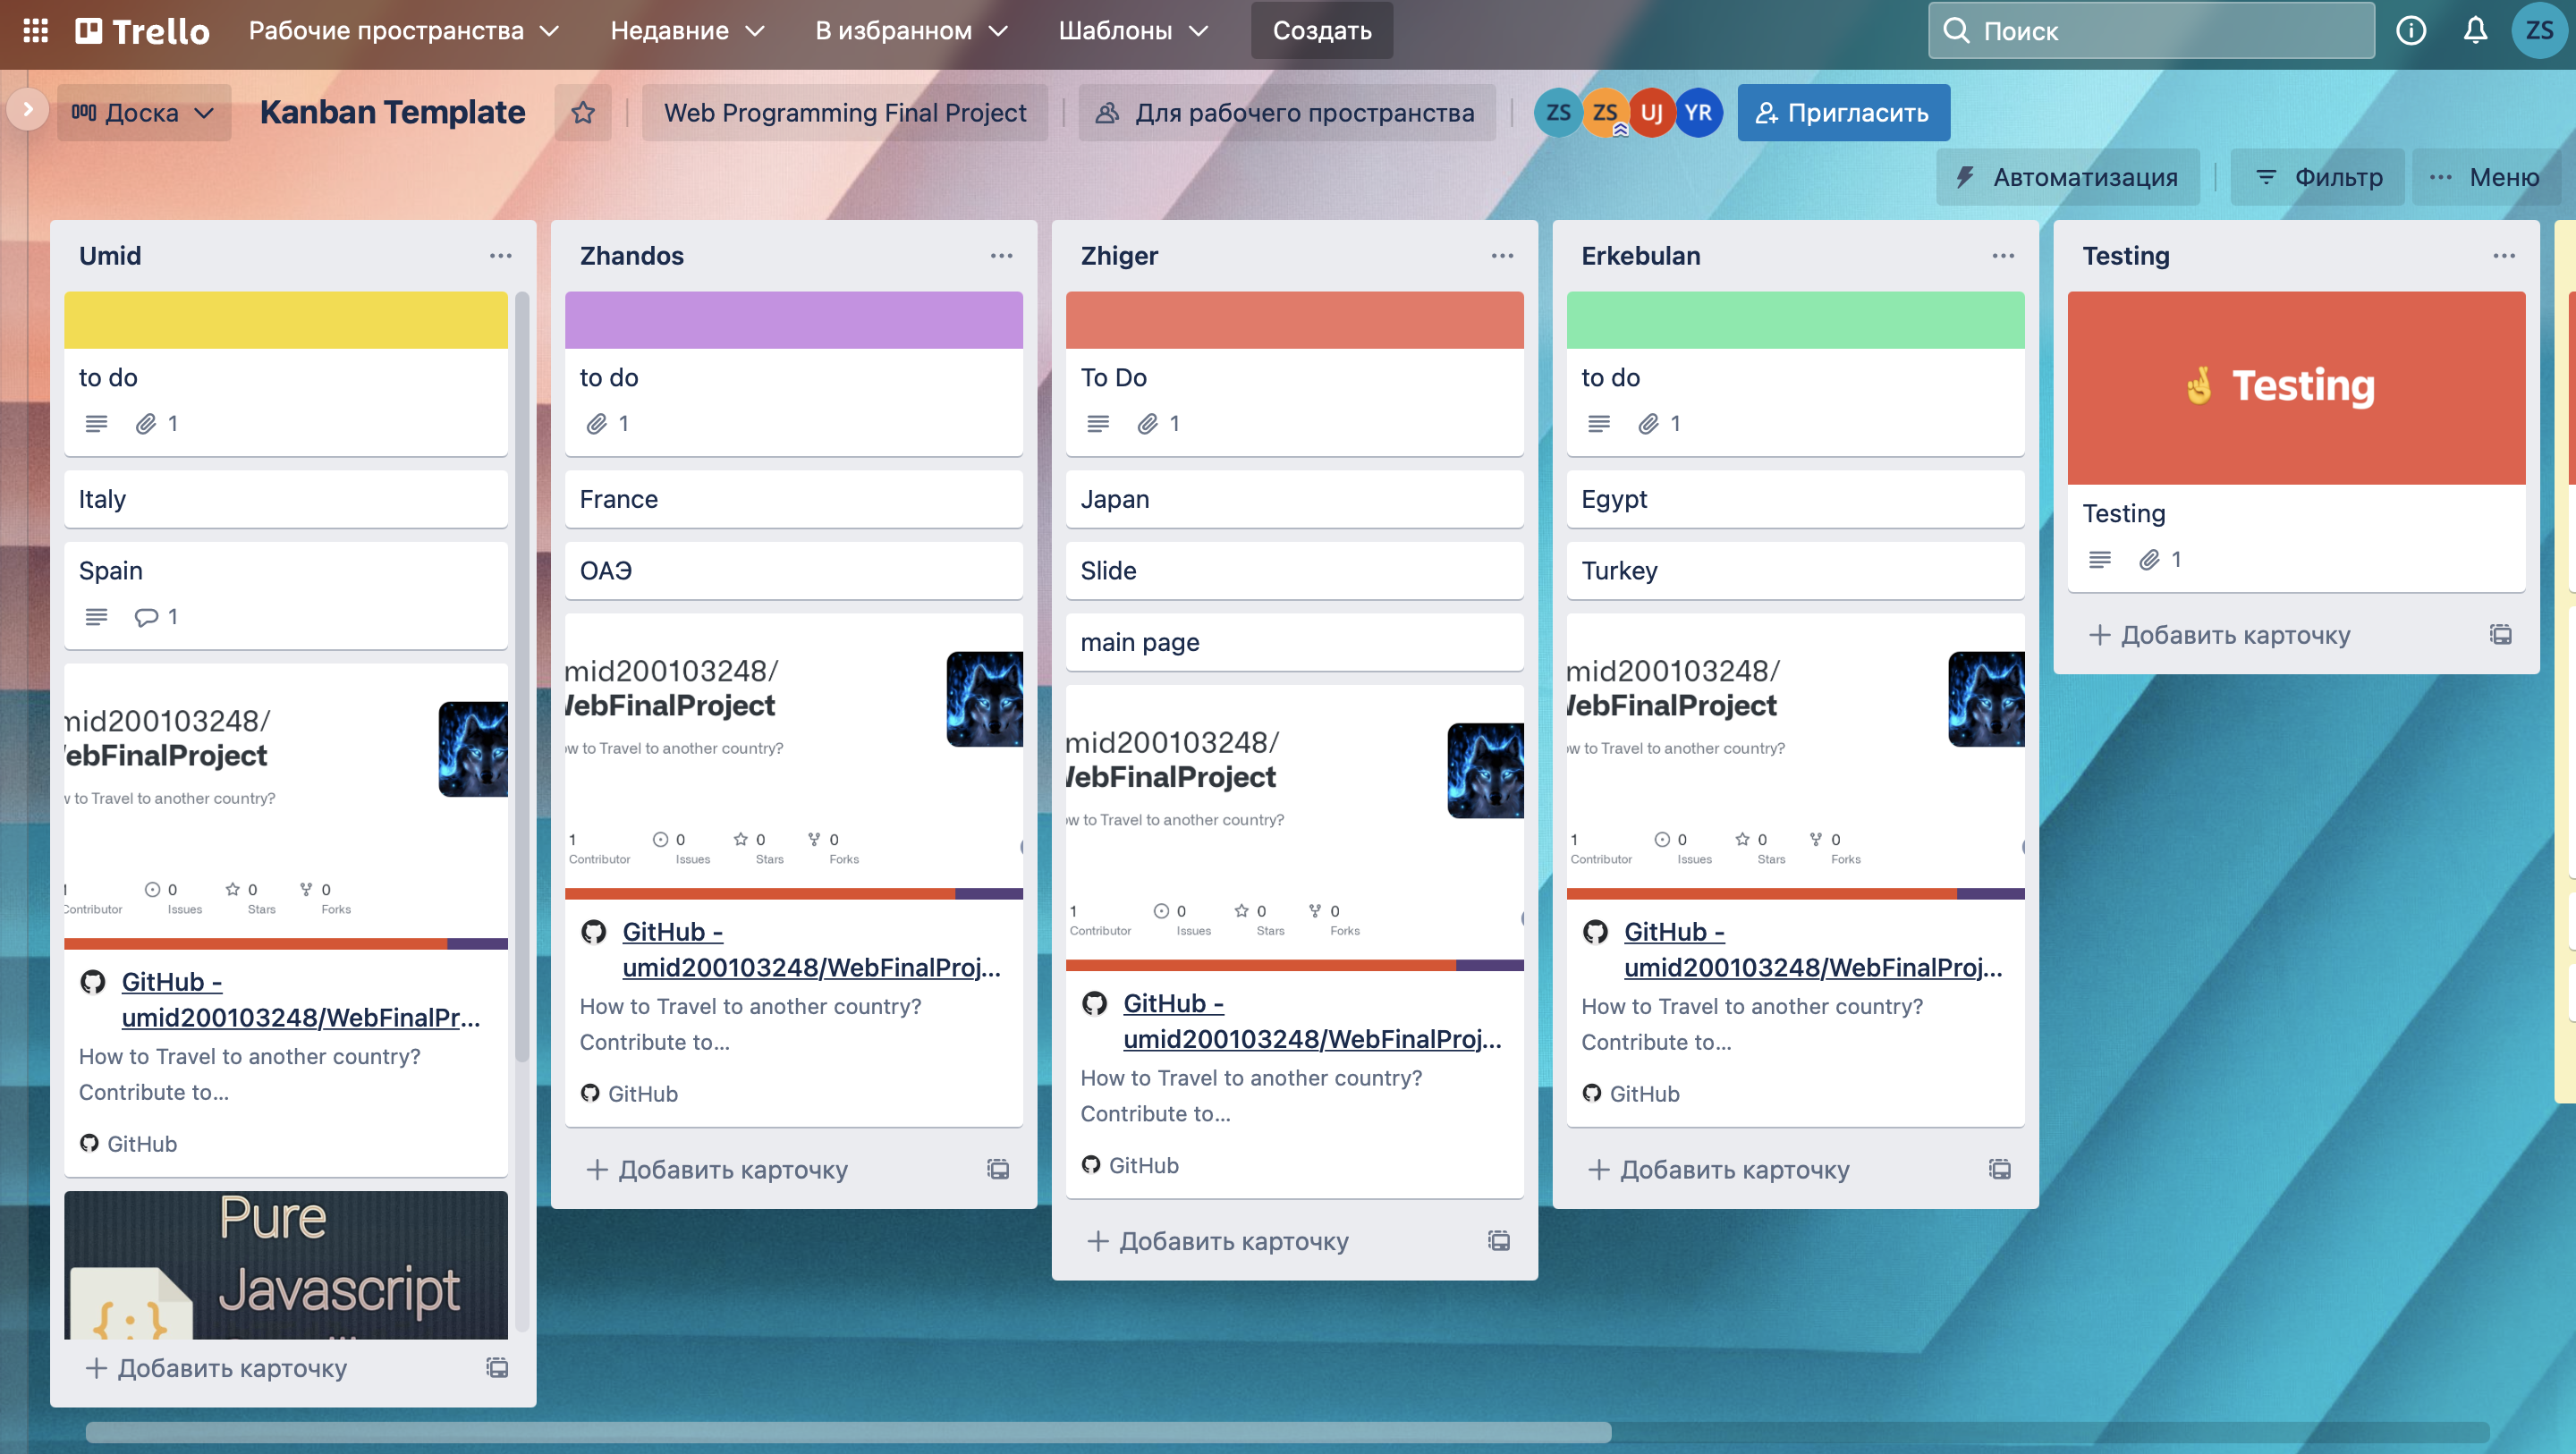 Trello
Рабочие пространства
Недавние
В избранном
Шаблоны
Создать
Поиск
ZS
Доска
Kanban Template
Web Programming Final Project
Для рабочего пространства
ZS
ZS
UJ
YR
Пригласить
Автоматизация
Фильтр
... Меню
Umid
to do
1
Italy
Spain
1
mid200103248/
ebFinalProject
to Travel to another country?
1
Contributor
0
Issues
0
Stars
0
Forks
GitHub -
umid200103248/WebFinalPr...
How to Travel to another country?
Contribute to...
GitHub
Pure
Javascript
{;}
+ Добавить карточку
Zhandos
to do
1
France
ОАЭ
mid200103248/
WebFinalProject
ow to Travel to another country?
1
Contributor
0
Issues
0
Stars
0
Forks
GitHub -
umid200103248/WebFinalProj...
How to Travel to another country?
Contribute to...
GitHub
+ Добавить карточку
Zhiger
To Do
1
Japan
Slide
main page
mid200103248/
WebFinalProject
ow to Travel to another country?
1
Contributor
0
Issues
0
Stars
0
Forks
GitHub -
umid200103248/WebFinalProj...
How to Travel to another country?
Contribute to...
GitHub
+ Добавить карточку
Erkebulan
to do
1
Egypt
Turkey
mid200103248/
WebFinalProject
ow to Travel to another country?
1
Contributor
0
Issues
0
Stars
0
Forks
GitHub -
umid200103248/WebFinalProj...
How to Travel to another country?
Contribute to...
GitHub
+ Добавить карточку
Testing
🤞 Testing
Testing
1
+ Добавить карточку